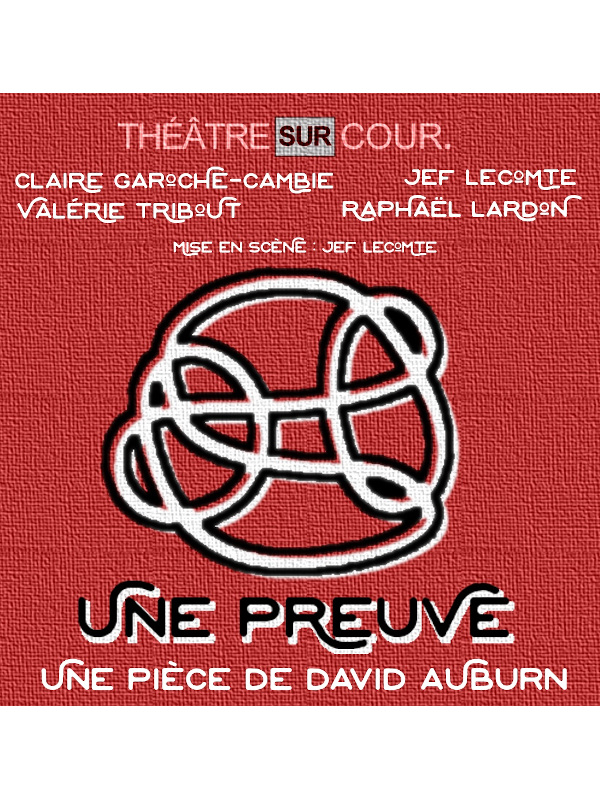 THÉÂTRE SUR COUR.
CLAIRE GAROCHE-CAMBIE JEF LECOMTE
VALÉRIE TRIBOUT RAPHAËL LARDON
MISE EN SCÈNE : JEF LECOMTE
UNE PREUVE
UNE PIÈCE DE DAVID AUBURN